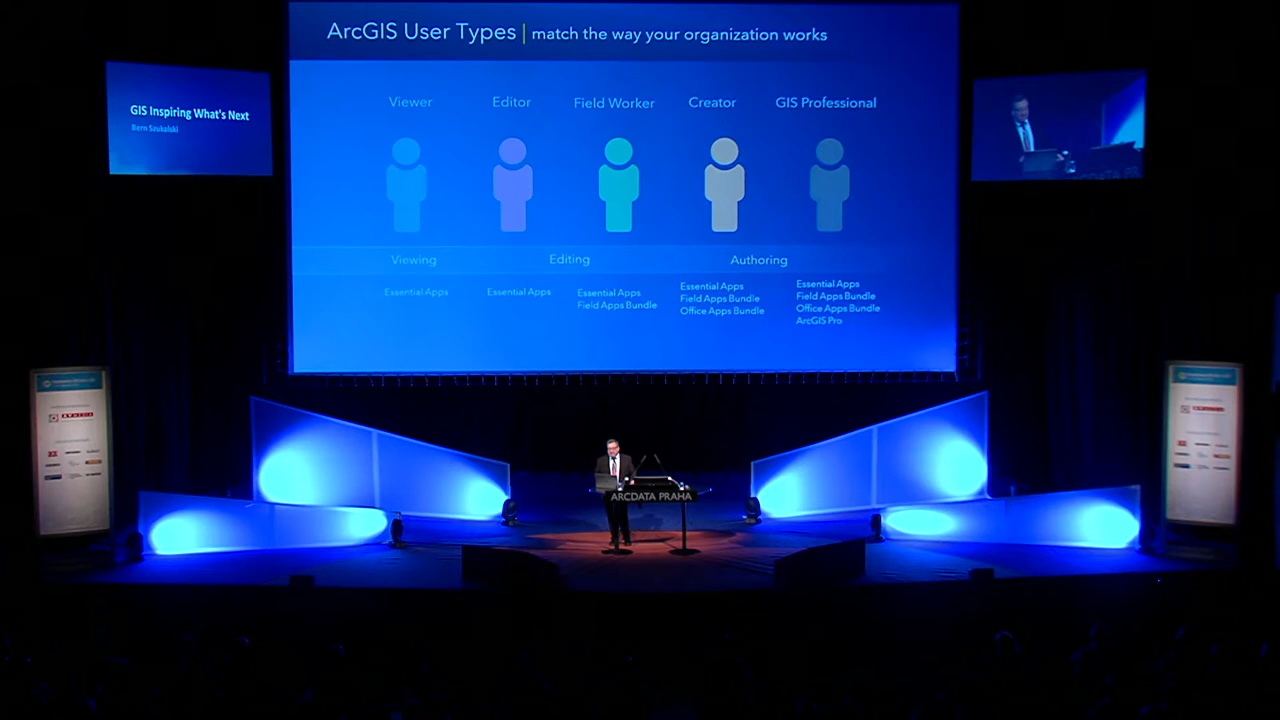 ArcGIS User Types | match the way your organization works
GIS Inspiring What's Next
Bern Szukalski
Viewer Editor Field Worker Creator GIS Professional
Viewing Editing Authoring
Essential Apps
Essential Apps
Essential Apps
Field Apps Bundle
Essential Apps
Field Apps Bundle
Office Apps Bundle
Essential Apps
Field Apps Bundle
Office Apps Bundle
ArcGIS Pro
ARCDATA PRAHA